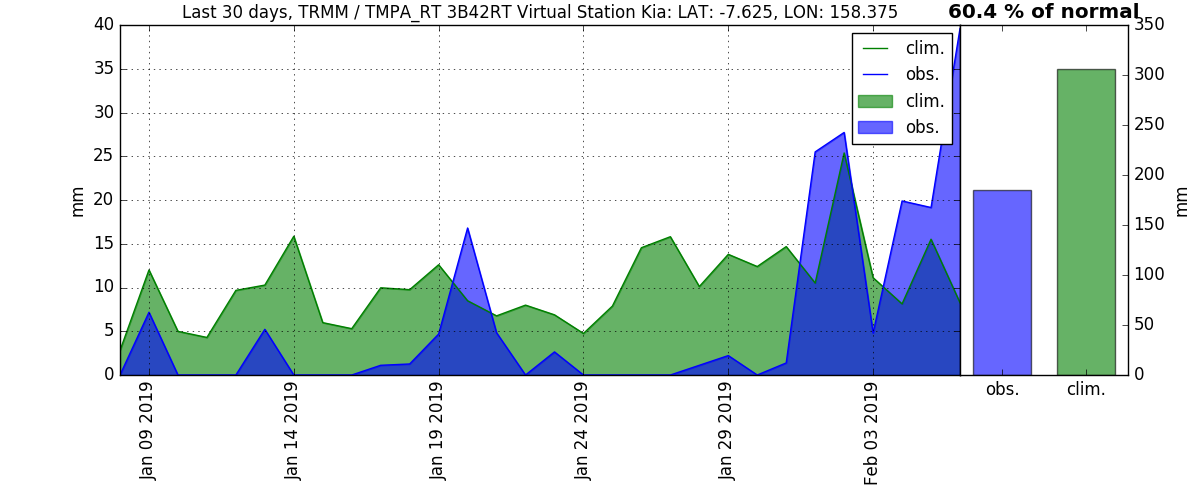 Last 30 days, TRMM / TMPA_RT 3B42RT Virtual Station Kia: LAT: -7.625, LON: 158.375
60.4 % of normal
40
35
30
25
20
15
10
5
0
mm
clim.
obs.
clim.
obs.
350
300
250
200
150
100
50
0
mm
Jan 09 2019
Jan 14 2019
Jan 19 2019
Jan 24 2019
Jan 29 2019
Feb 03 2019
obs.
clim.